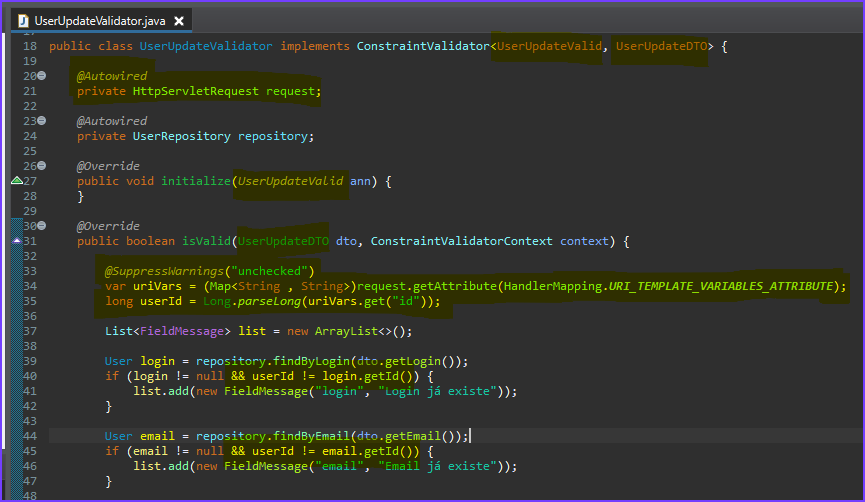 UserUpdateValidator.java
18 public class UserUpdateValidator implements ConstraintValidator<UserUpdateValid, UserUpdateDTO> {
19
20 @Autowired
21 private HttpServletRequest request;
22
23 @Autowired
24 private UserRepository repository;
25
26 @Override
27 public void initialize(UserUpdateValid ann) {
28 }
29
30 @Override
31 public boolean isValid(UserUpdateDTO dto, ConstraintValidatorContext context) {
32
33 @SuppressWarnings("unchecked")
34 var uriVars = (Map<String , String>)request.getAttribute(HandlerMapping.URI_TEMPLATE_VARIABLES_ATTRIBUTE);
35 long userId = Long.parseLong(uriVars.get("id"));
36
37 List<FieldMessage> list = new ArrayList<>();
38
39 User login = repository.findByLogin(dto.getLogin());
40 if (login != null && userId != login.getId()) {
41 list.add(new FieldMessage("login", "Login já existe"));
42 }
43
44 User email = repository.findByEmail(dto.getEmail());
45 if (email != null && userId != email.getId()) {
46 list.add(new FieldMessage("email", "Email já existe"));
47 }
48